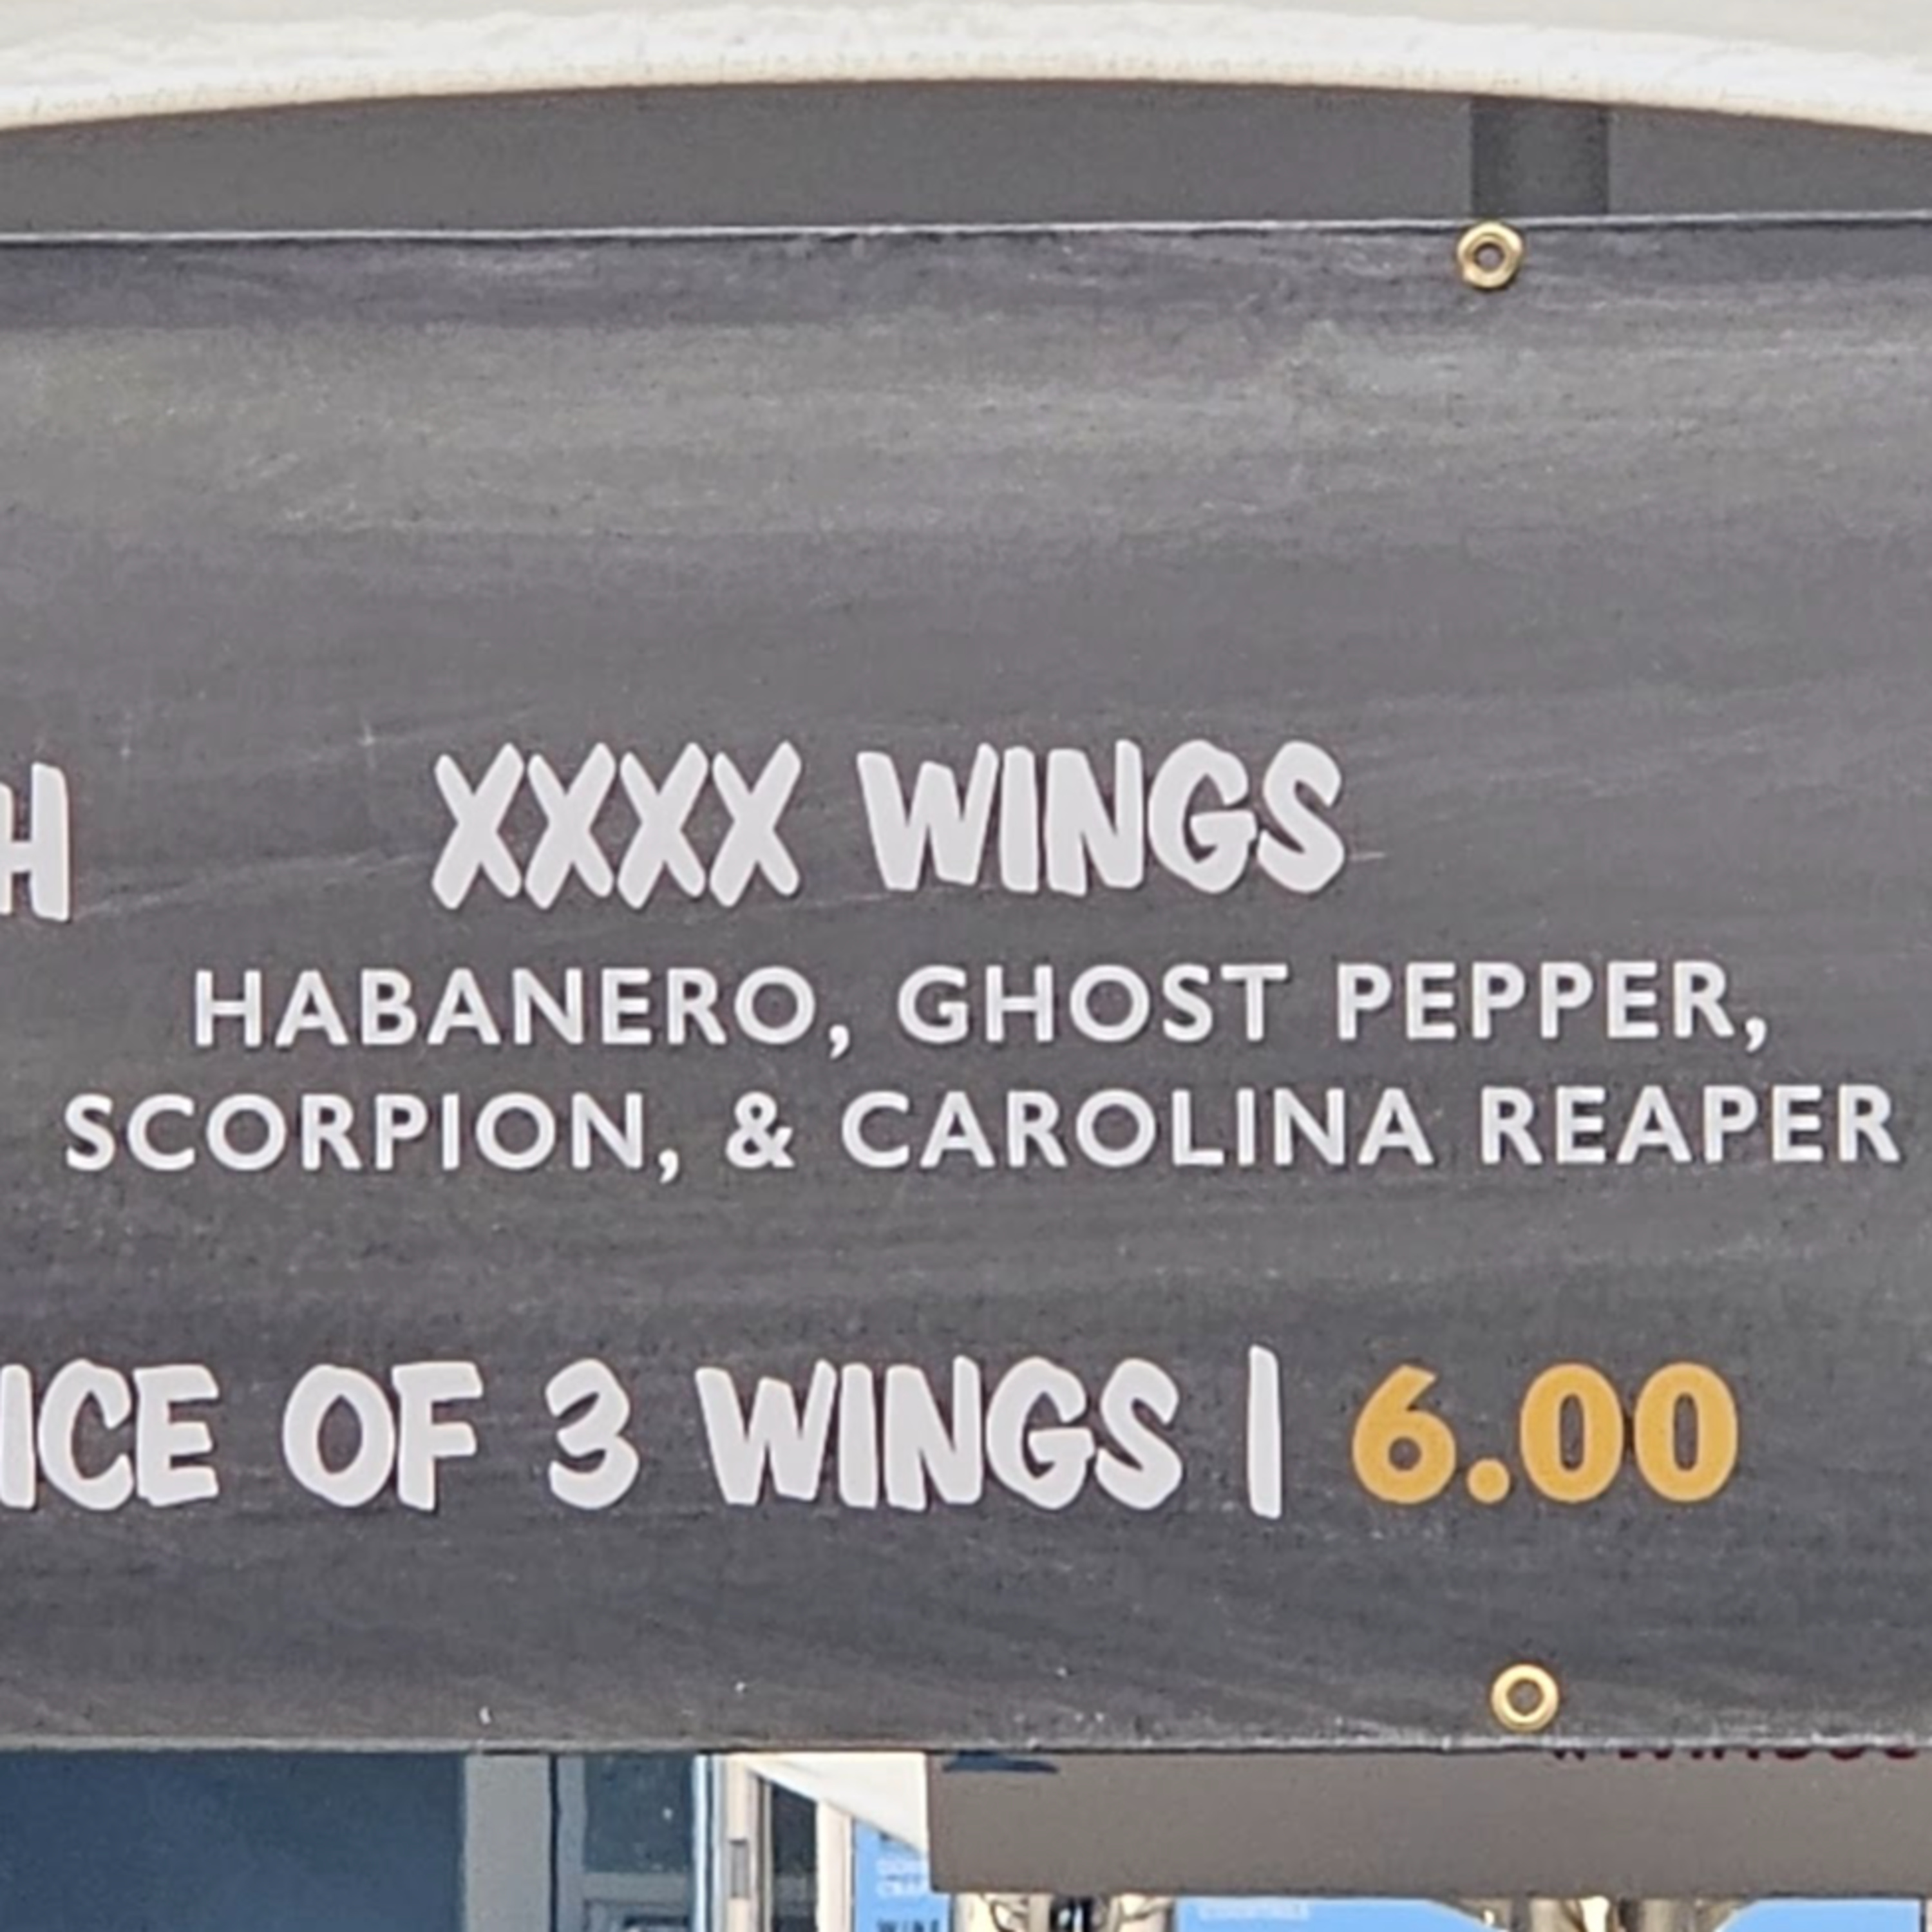 H
XXXX WINGS
HABANERO, GHOST PEPPER,
SCORPION, & CAROLINA REAPER
ICE OF 3 WINGS | 6.00